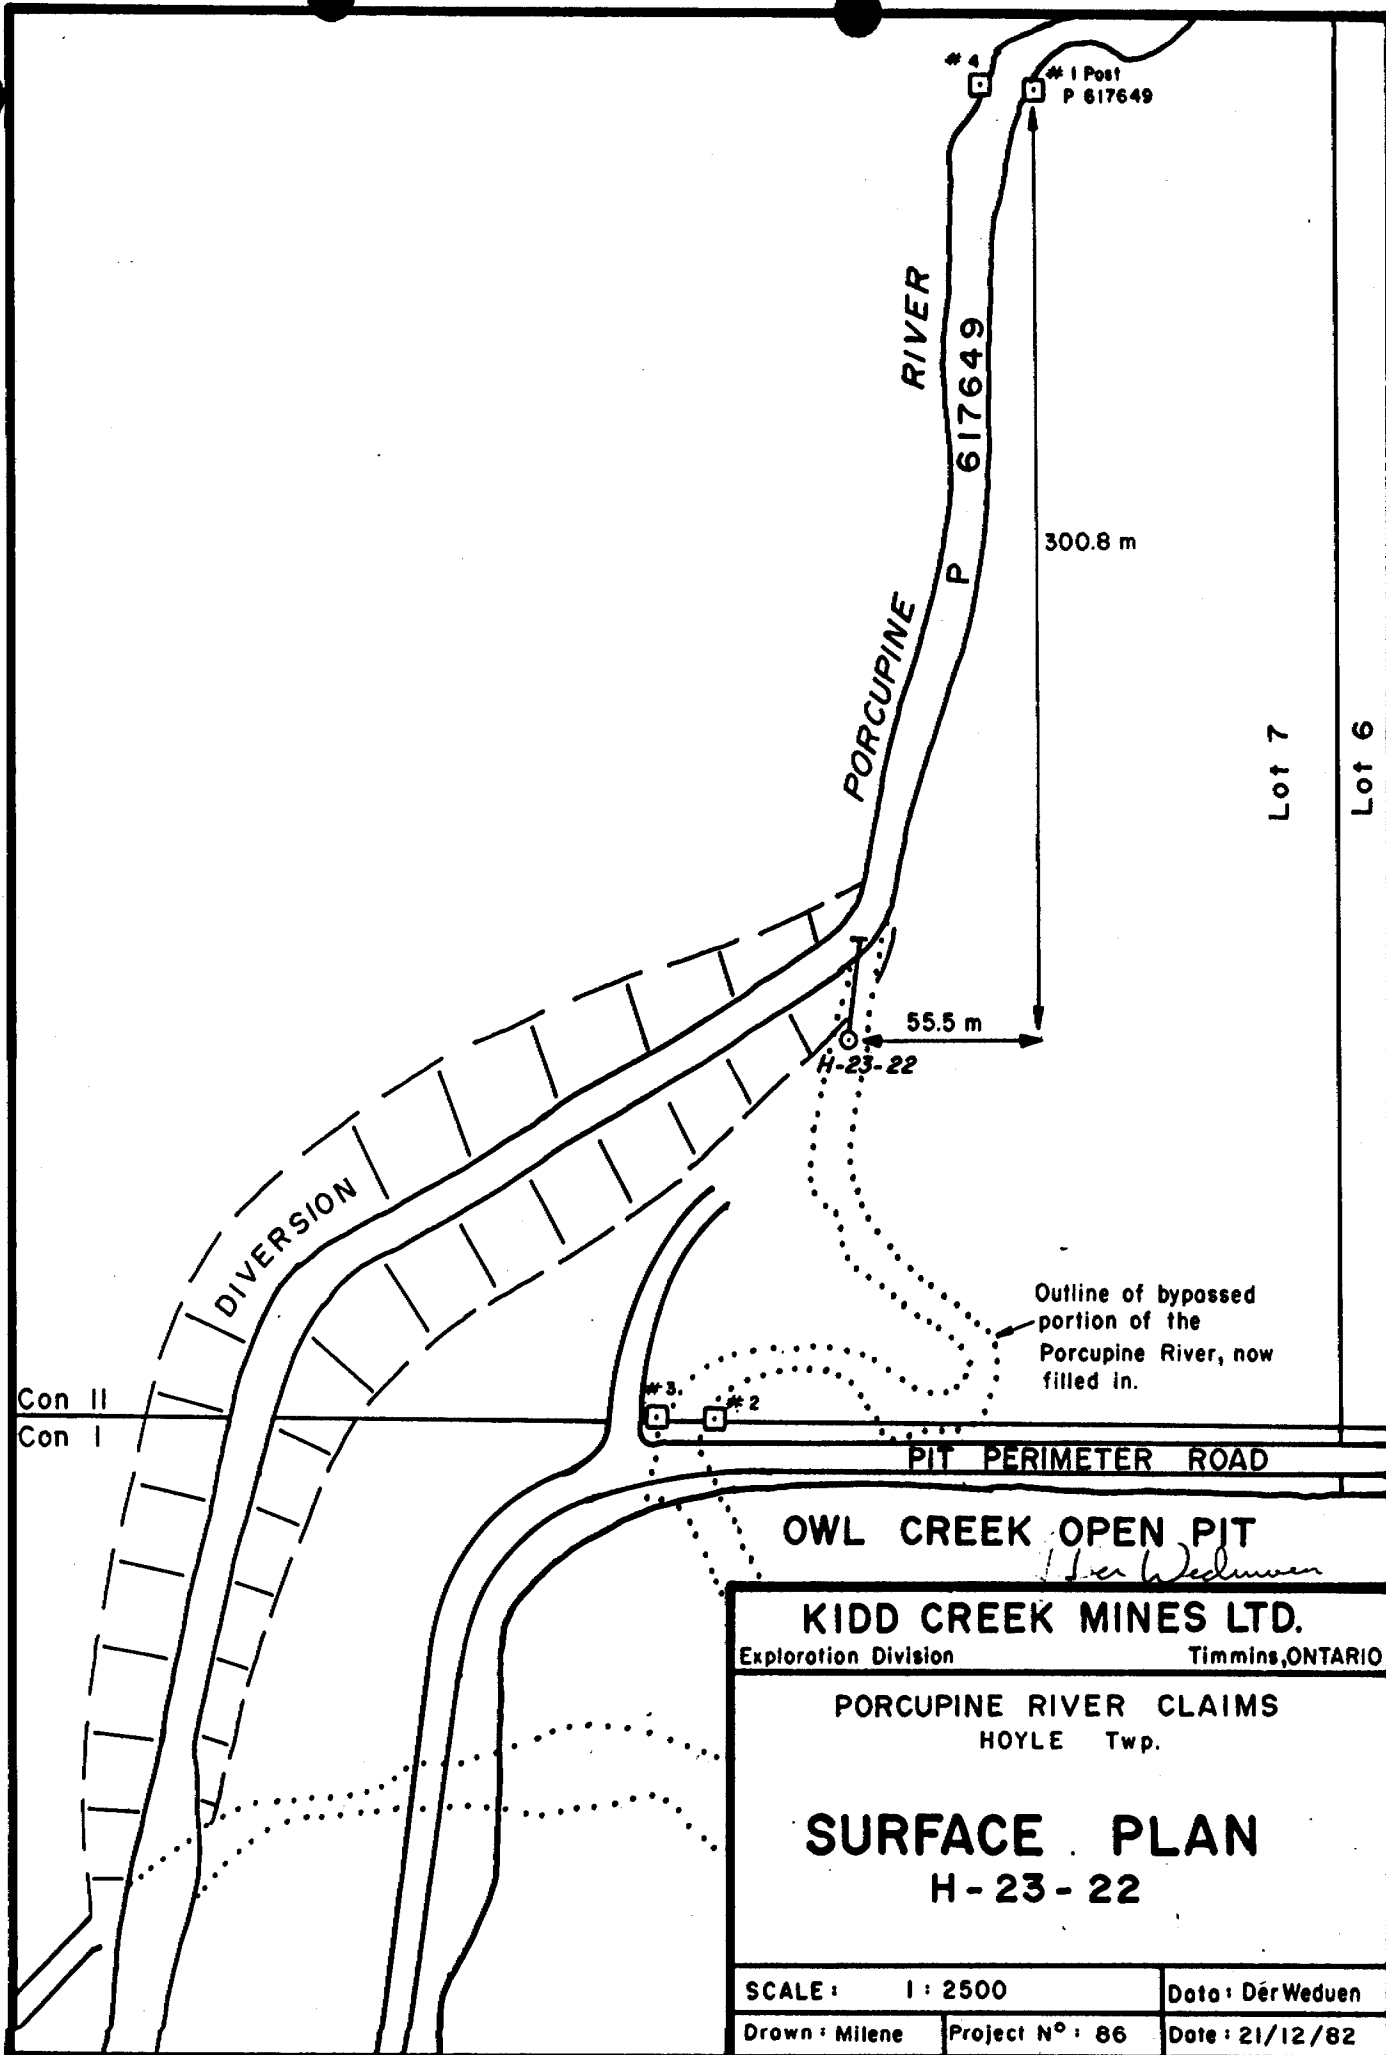 # 4
# 1 Post
P 617649
RIVER
P 617649
300.8 m
PORCUPINE
Lot 7
Lot 6
55.5 m
H-23-22
DIVERSION
Outline of bypassed
portion of the
Porcupine River, now
filled in.
Con II
Con I
# 3
# 2
PIT PERIMETER ROAD
OWL CREEK OPEN PIT
Der Weduwen
KIDD CREEK MINES LTD.
Exploration Division Timmins, ONTARIO
PORCUPINE RIVER CLAIMS
HOYLE Twp.
SURFACE PLAN
H-23-22
SCALE: 1:2500
Data: Dér Weduen
Drawn: Milene
Project Nº: 86
Date: 21/12/82